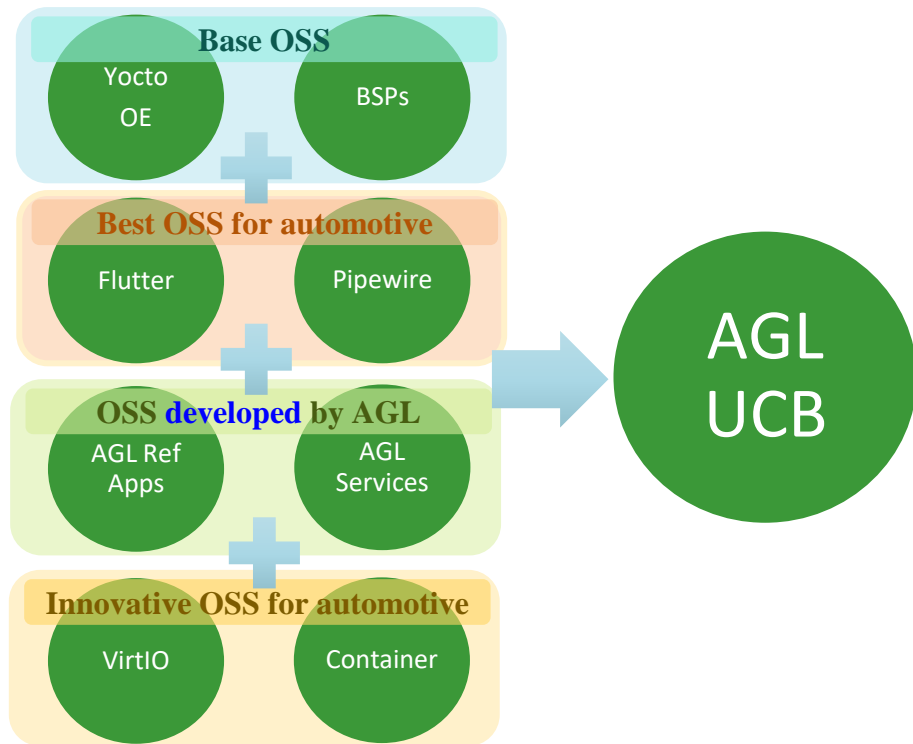 Base OSS
Yocto
OE
BSPs
Best OSS for automotive
Flutter
Pipewire
OSS developed by AGL
AGL Ref
Apps
AGL
Services
Innovative OSS for automotive
VirtIO
Container
AGL
UCB